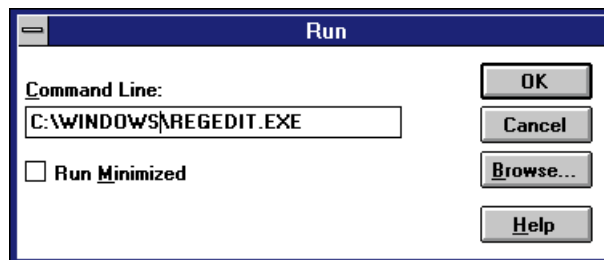 Run
Command Line:
C:\WINDOWS\REGEDIT.EXE
Run Minimized
OK
Cancel
Browse...
Help